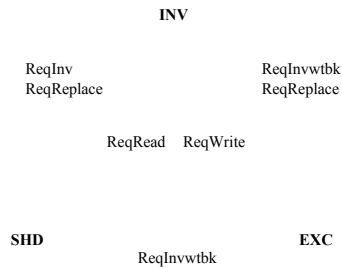 INV
ReqInv ReqInvwtbk
ReqReplace ReqReplace
ReqRead ReqWrite
SHD EXC
ReqInvwtbk